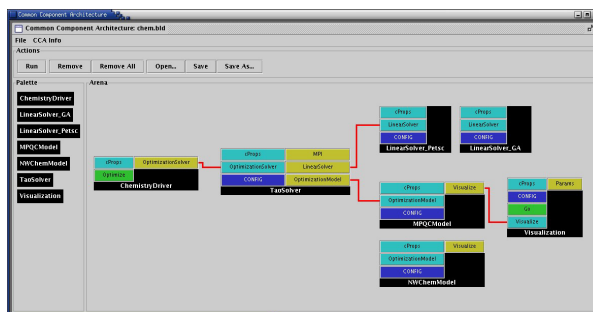 Common Component Architecture
Common Component Architecture: chem.bld
File CCA Info
Actions
Run Remove Remove All Open... Save Save As...
Palette
ChemistryDriver
LinearSolver_GA
LinearSolver_Petsc
MPQCModel
NWChemModel
TaoSolver
Visualization
Arena
cProps OptimizationSolver
Optimize
ChemistryDriver
cProps MPI
OptimizationSolver LinearSolver
CONFIG OptimizationModel
TaoSolver
cProps
LinearSolver
CONFIG
LinearSolver_Petsc
cProps
LinearSolver
CONFIG
LinearSolver_GA
cProps Visualize
OptimizationModel
CONFIG
MPQCModel
cProps Params
CONFIG
Go
Visualize
Visualization
cProps Visualize
OptimizationModel
CONFIG
NWChemModel